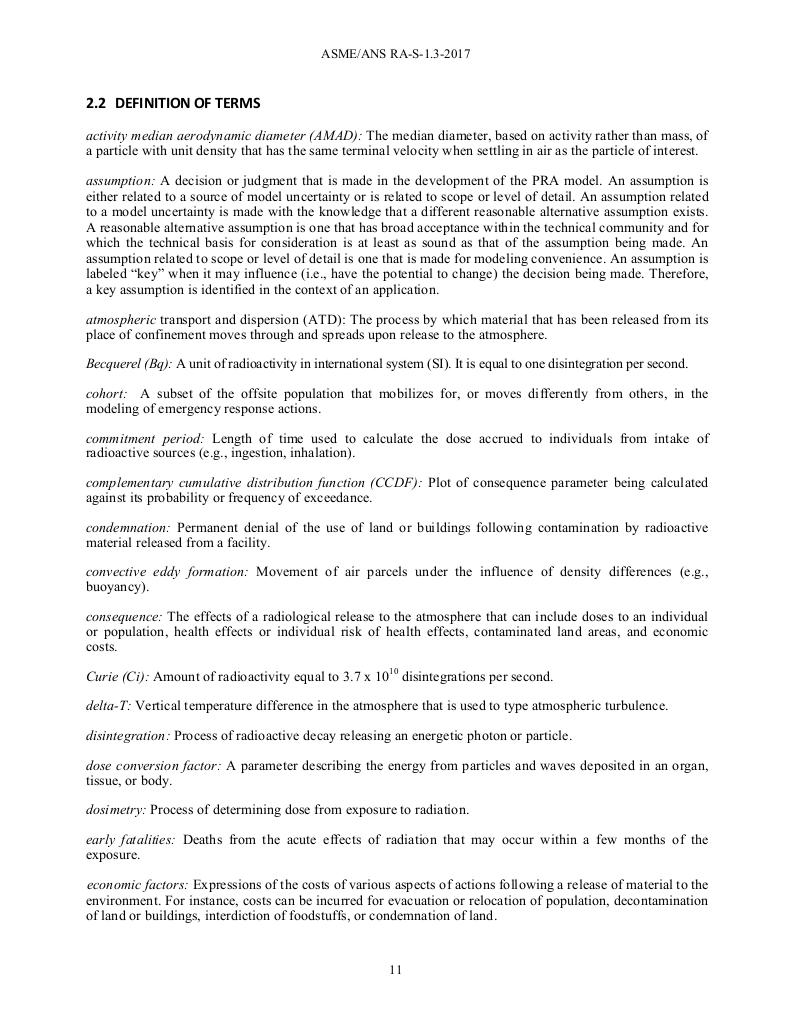 ASME/ANS RA-S-1.3-2017
2.2 DEFINITION OF TERMS
activity median aerodynamic diameter (AMAD): The median diameter, based on activity rather than mass, of
a particle with unit density that has the same terminal velocity when settling in air as the particle of interest.
assumption: A decision or judgment that is made in the development of the PRA model. An assumption is
either related to a source of model uncertainty or is related to scope or level of detail. An assumption related
to a model uncertainty is made with the knowledge that a different reasonable alternative assumption exists.
A reasonable alternative assumption is one that has broad acceptance within the technical community and for
which the technical basis for consideration is at least as sound as that of the assumption being made. An
assumption related to scope or level of detail is one that is made for modeling convenience. An assumption is
labeled “key” when it may influence (i.e., have the potential to change) the decision being made. Therefore,
a key assumption is identified in the context of an application.
atmospheric transport and dispersion (ATD): The process by which material that has been released from its
place of confinement moves through and spreads upon release to the atmosphere.
Becquerel (Bq): A unit of radioactivity in international system (SI). It is equal to one disintegration per second.
cohort: A subset of the offsite population that mobilizes for, or moves differently from others, in the
modeling of emergency response actions.
commitment period: Length of time used to calculate the dose accrued to individuals from intake of
radioactive sources (e.g., ingestion, inhalation).
complementary cumulative distribution function (CCDF): Plot of consequence parameter being calculated
against its probability or frequency of exceedance.
condemnation: Permanent denial of the use of land or buildings following contamination by radioactive
material released from a facility.
convective eddy formation: Movement of air parcels under the influence of density differences (e.g.,
buoyancy).
consequence: The effects of a radiological release to the atmosphere that can include doses to an individual
or population, health effects or individual risk of health effects, contaminated land areas, and economic
costs.
Curie (Ci): Amount of radioactivity equal to 3.7 x 10¹⁰ disintegrations per second.
delta-T: Vertical temperature difference in the atmosphere that is used to type atmospheric turbulence.
disintegration: Process of radioactive decay releasing an energetic photon or particle.
dose conversion factor: A parameter describing the energy from particles and waves deposited in an organ,
tissue, or body.
dosimetry: Process of determining dose from exposure to radiation.
early fatalities: Deaths from the acute effects of radiation that may occur within a few months of the
exposure.
economic factors: Expressions of the costs of various aspects of actions following a release of material to the
environment. For instance, costs can be incurred for evacuation or relocation of population, decontamination
of land or buildings, interdiction of foodstuffs, or condemnation of land.
11